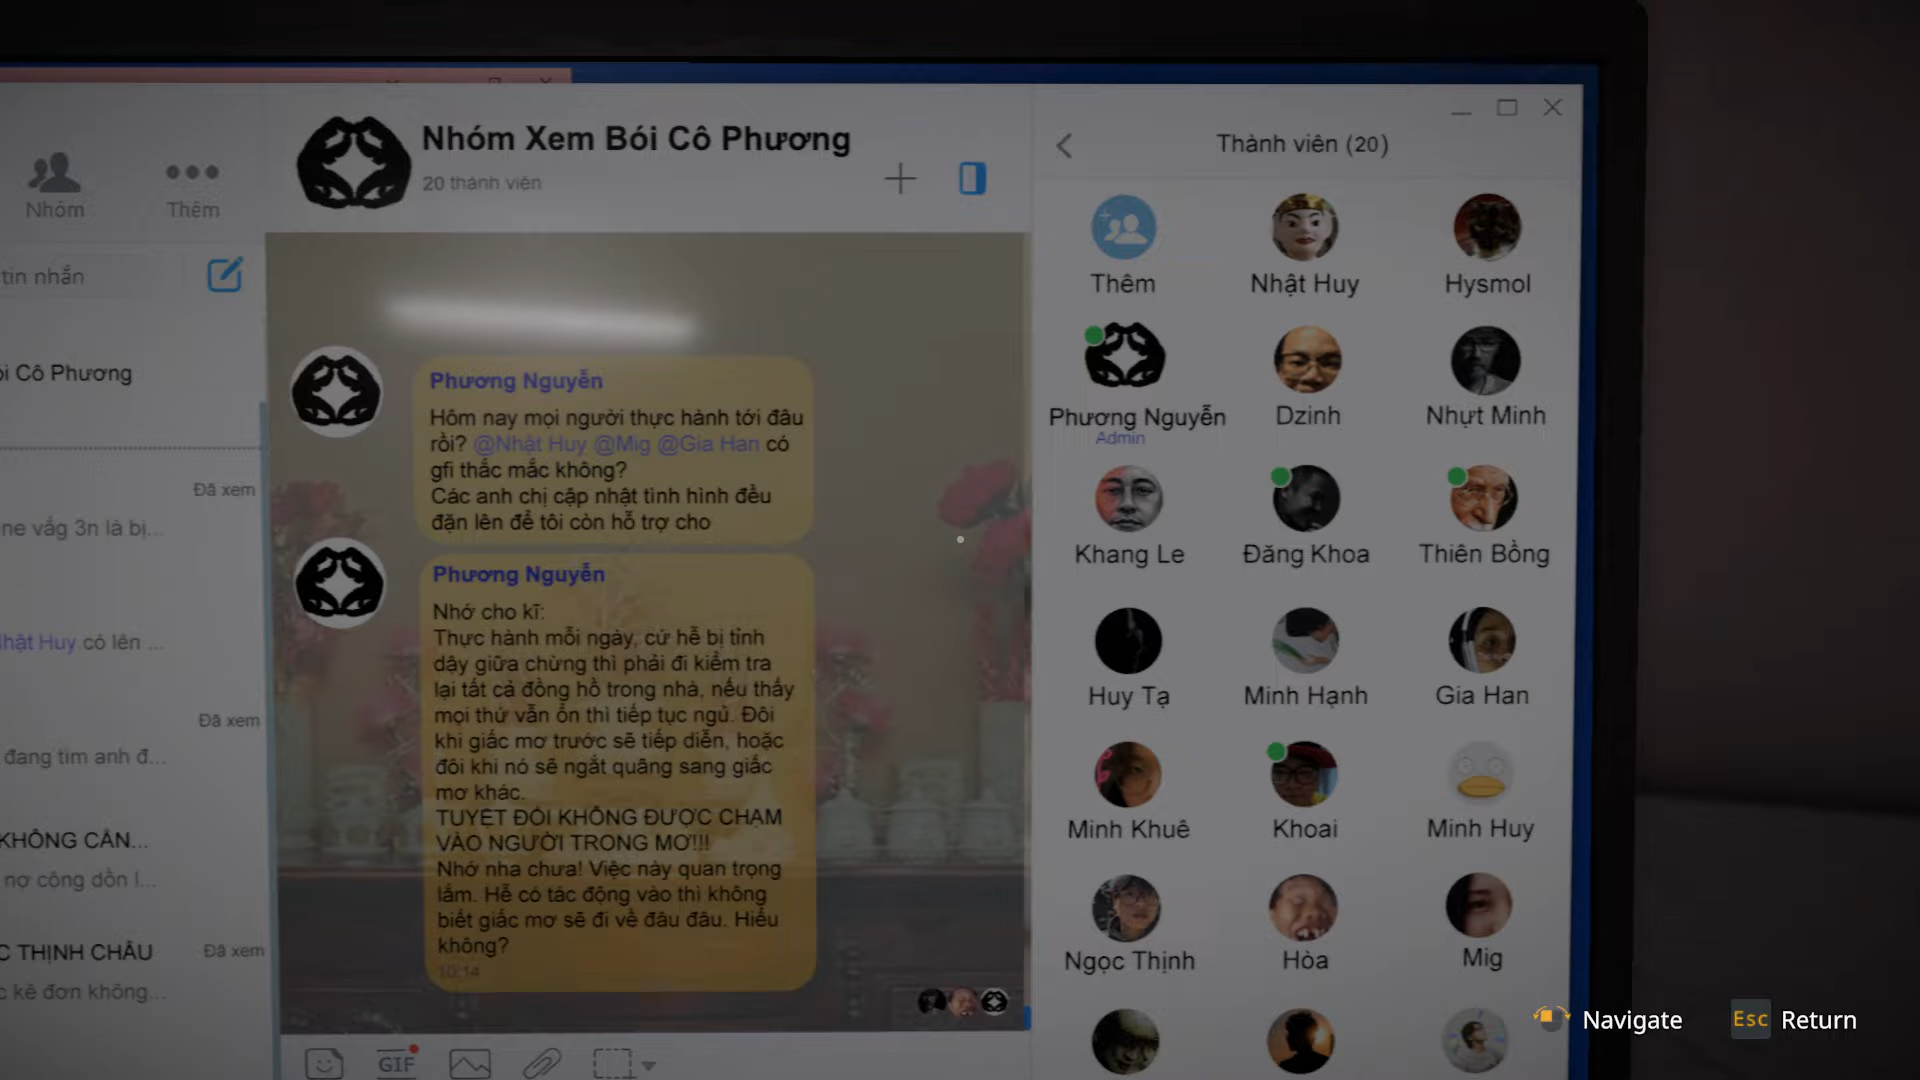 Nhóm
Thêm
tin nhắn
ói Cô Phương
Đã xem
ne vắg 3n là bị...
Nhật Huy có lên ...
Đã xem
đang tìm anh đ...
KHÔNG CẦN...
nợ cộng dồn l...
C THỊNH CHÂU
Đã xem
c kê đơn không...
Nhóm Xem Bói Cô Phương
20 thành viên
Phương Nguyễn
Hôm nay mọi người thực hành tới đâu
rồi? @Nhật Huy @Mig @Gia Han có
gfi thắc mắc không?
Các anh chị cập nhật tình hình đều
đặn lên để tôi còn hỗ trợ cho
Phương Nguyễn
Nhớ cho kĩ:
Thực hành mỗi ngày, cứ hễ bị tỉnh
dậy giữa chừng thì phải đi kiểm tra
lại tất cả đồng hồ trong nhà, nếu thấy
mọi thứ vẫn ổn thì tiếp tục ngủ. Đôi
khi giấc mơ trước sẽ tiếp diễn, hoặc
đôi khi nó sẽ ngắt quãng sang giấc
mơ khác.
TUYỆT ĐỐI KHÔNG ĐƯỢC CHẠM
VÀO NGƯỜI TRONG MƠ!!!
Nhớ nha chưa! Việc này quan trọng
lắm. Hễ có tác động vào thì không
biết giấc mơ sẽ đi về đâu đâu. Hiểu
không?
10:14
GIF
Thành viên (20)
Thêm
Nhật Huy
Hysmol
Phương Nguyễn
Admin
Dzinh
Nhựt Minh
Khang Le
Đăng Khoa
Thiên Bồng
Huy Tạ
Minh Hạnh
Gia Han
Minh Khuê
Khoai
Minh Huy
Ngọc Thịnh
Hòa
Mig
Navigate
Esc Return